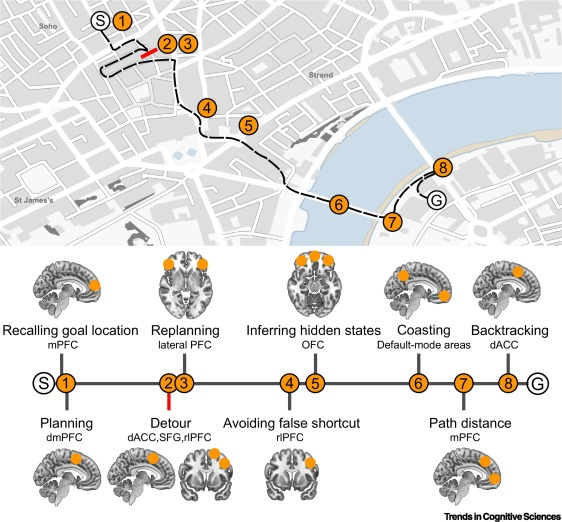 Soho
S 1
2 3
Strand
4
5
St James's
8
6
7
G
Recalling goal location
mPFC
Replanning
lateral PFC
Inferring hidden states
OFC
Coasting
Default-mode areas
Backtracking
dACC
S 1 2 3 4 5 6 7 8 G
Planning
dmPFC
Detour
dACC,SFG,rlPFC
Avoiding false shortcut
rlPFC
Path distance
mPFC
Trends in Cognitive Sciences